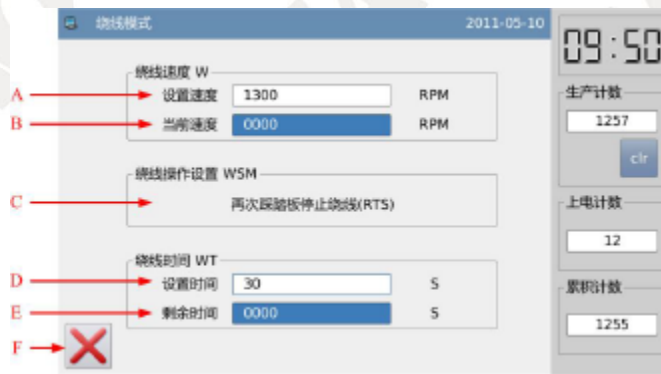 绕线模式 2011-05-10
09:50
绕线速度 W
A 设置速度 1300 RPM
B 当前速度 0000 RPM
生产计数
1257
clr
绕线操作设置 WSM
C 再次踩踏板停止绕线(RTS)
上电计数
12
绕线时间 WT
D 设置时间 30 S
E 剩余时间 0000 S
累积计数
1255
F